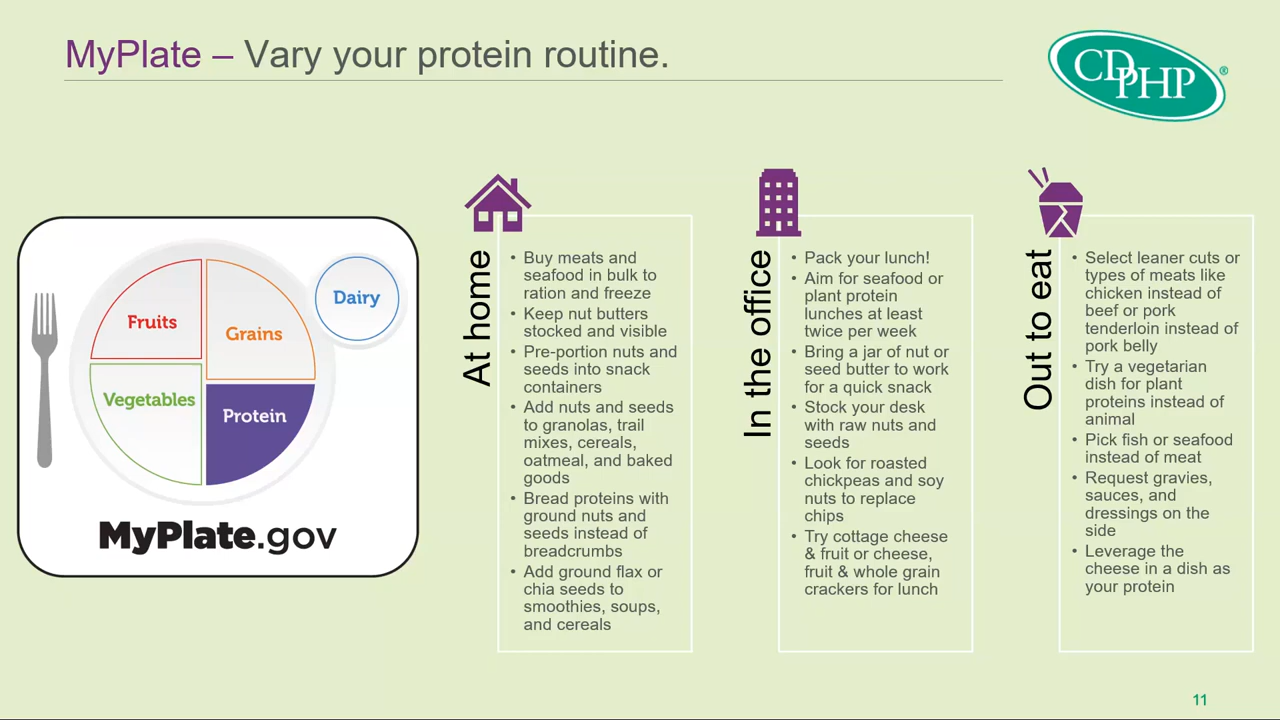 MyPlate – Vary your protein routine.
CDPHP®
Fruits
Grains
Dairy
Vegetables
Protein
MyPlate.gov
At home
• Buy meats and
seafood in bulk to
ration and freeze
• Keep nut butters
stocked and visible
• Pre-portion nuts and
seeds into snack
containers
• Add nuts and seeds
to granolas, trail
mixes, cereals,
oatmeal, and baked
goods
• Bread proteins with
ground nuts and
seeds instead of
breadcrumbs
• Add ground flax or
chia seeds to
smoothies, soups,
and cereals
In the office
• Pack your lunch!
• Aim for seafood or
plant protein
lunches at least
twice per week
• Bring a jar of nut or
seed butter to work
for a quick snack
• Stock your desk
with raw nuts and
seeds
• Look for roasted
chickpeas and soy
nuts to replace
chips
• Try cottage cheese
& fruit or cheese,
fruit & whole grain
crackers for lunch
Out to eat
• Select leaner cuts or
types of meats like
chicken instead of
beef or pork
tenderloin instead of
pork belly
• Try a vegetarian
dish for plant
proteins instead of
animal
• Pick fish or seafood
instead of meat
• Request gravies,
sauces, and
dressings on the
side
• Leverage the
cheese in a dish as
your protein
11